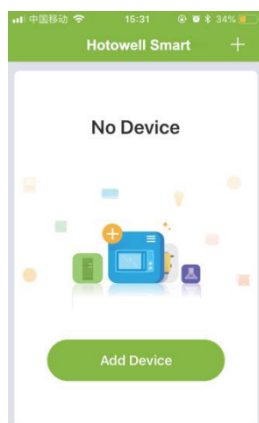 中国移动 15:31 34%
Hotowell Smart +
No Device
Add Device